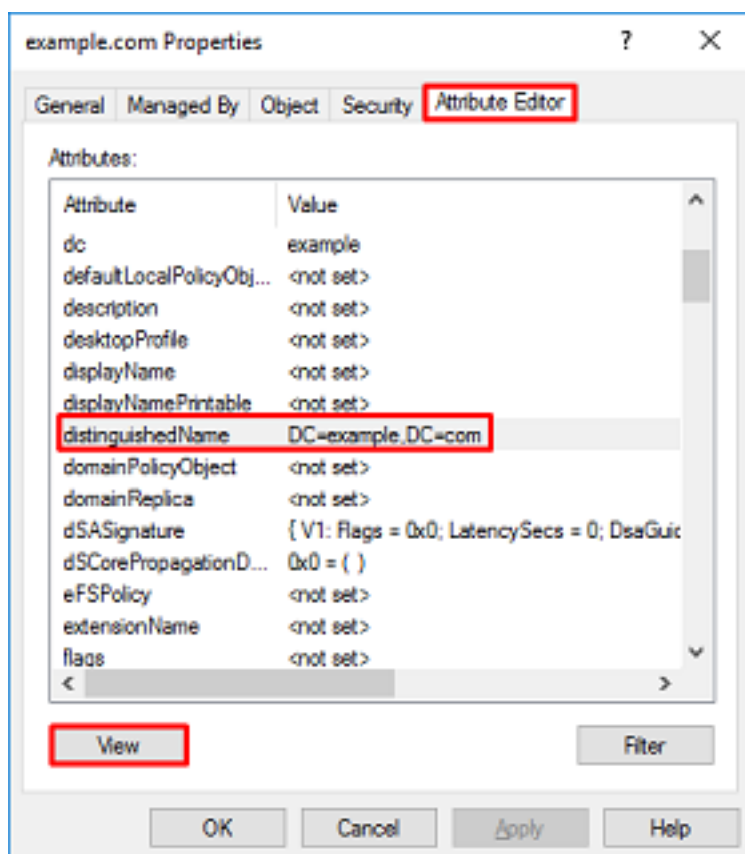 example.com Properties ? ×
General Managed By Object Security Attribute Editor
Attributes:
Attribute Value
dc example
defaultLocalPolicyObj... <not set>
description <not set>
desktopProfile <not set>
displayName <not set>
displayNamePrintable <not set>
distinguishedName DC=example,DC=com
domainPolicyObject <not set>
domainReplica <not set>
dSASignature { V1: Flags = 0x0; LatencySecs = 0; DsaGuid
dSCorePropagationD... 0x0 = ( )
eFSPolicy <not set>
extensionName <not set>
flags <not set>
View Filter
OK Cancel Apply Help